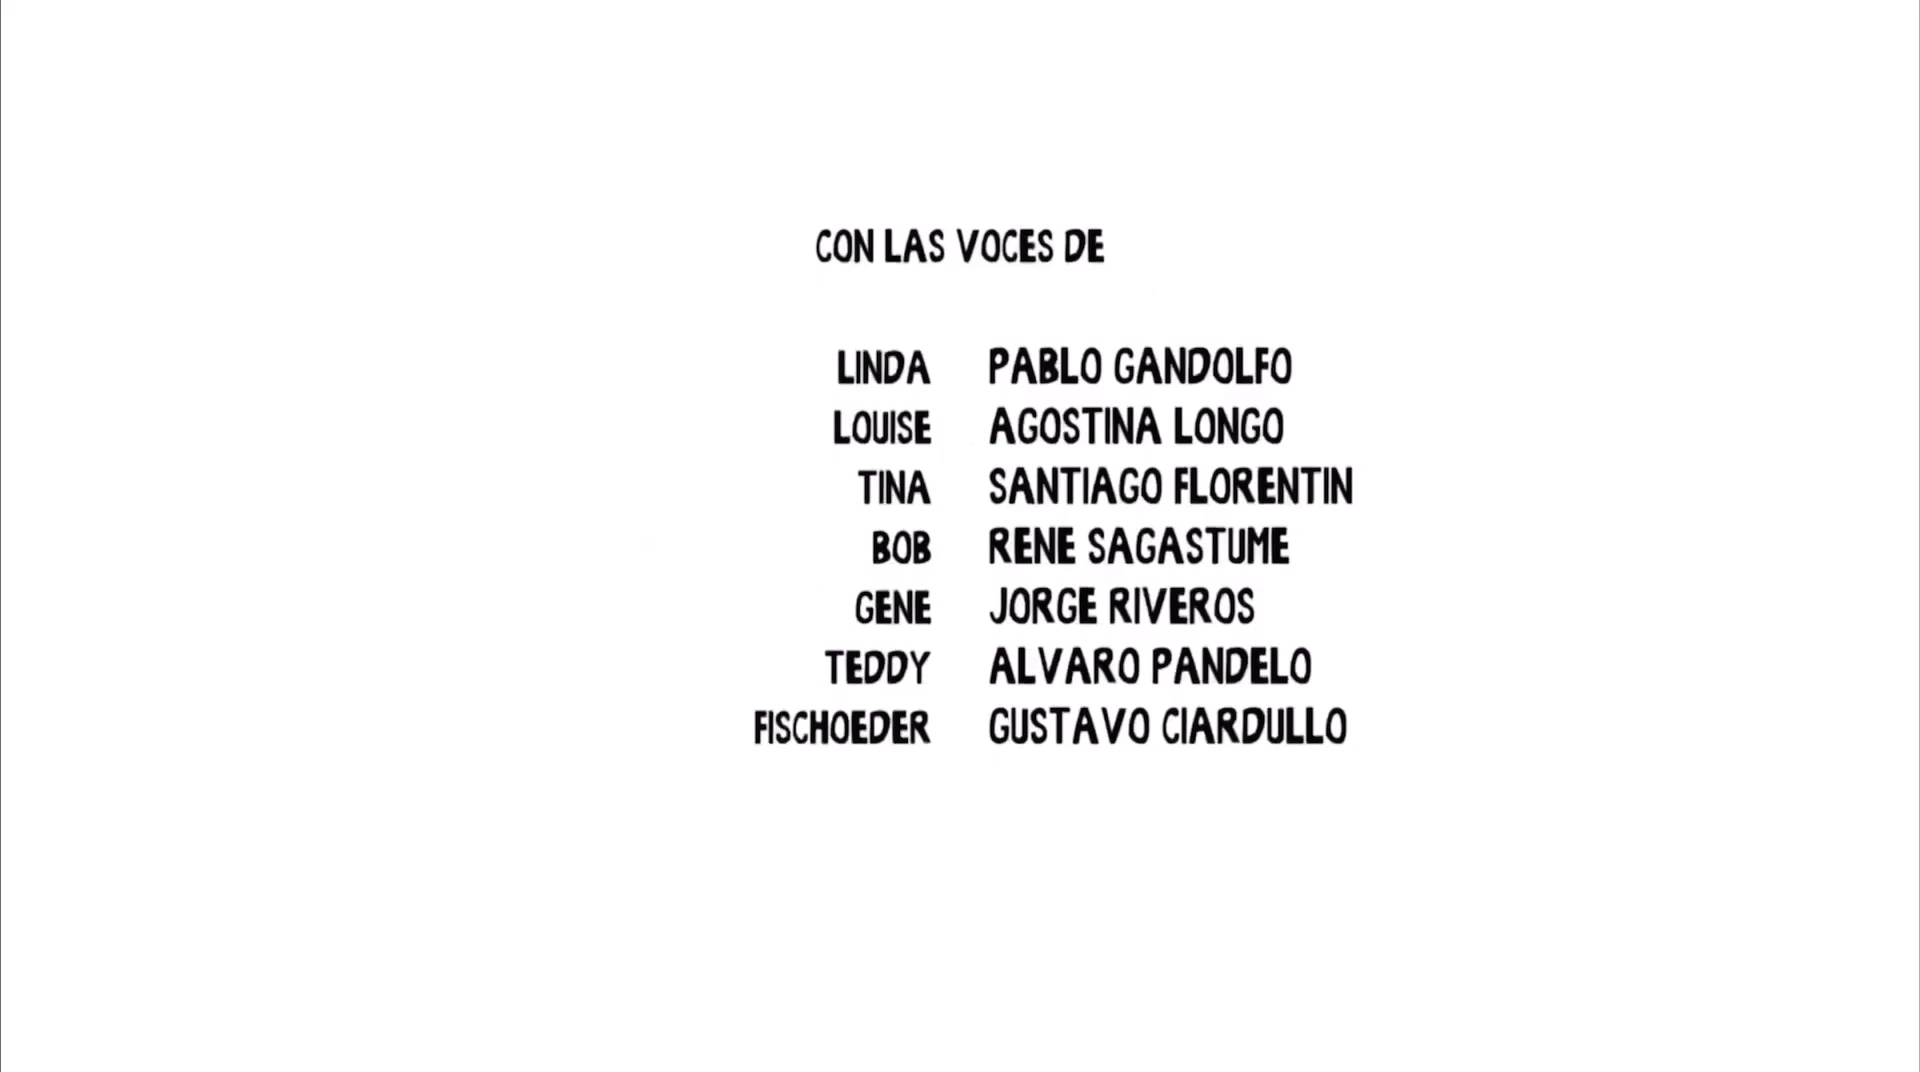 CON LAS VOCES DE
LINDA PABLO GANDOLFO
LOUISE AGOSTINA LONGO
TINA SANTIAGO FLORENTIN
BOB RENE SAGASTUME
GENE JORGE RIVEROS
TEDDY ALVARO PANDELO
FISCHOEDER GUSTAVO CIARDULLO